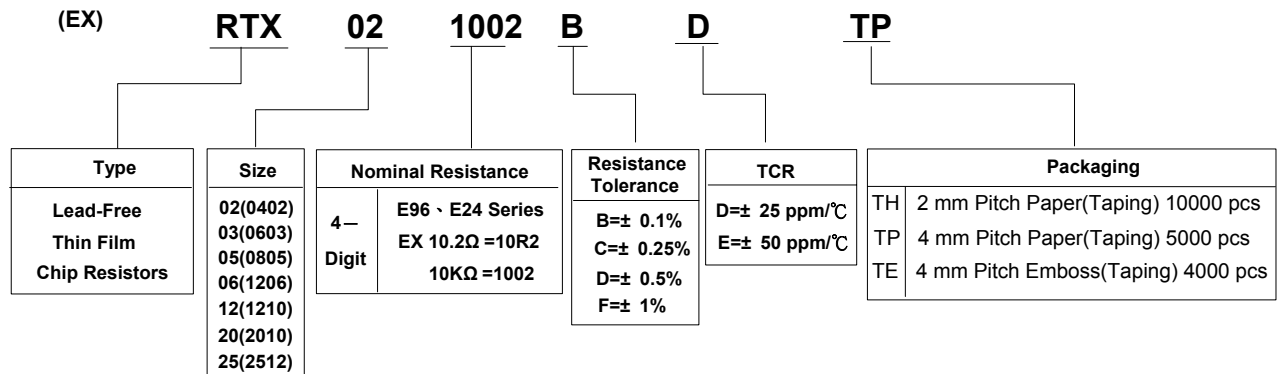 (EX) RTX 02 1002 B D TP
Type
Lead-Free
Thin Film
Chip Resistors
Size
02(0402)
03(0603)
05(0805)
06(1206)
12(1210)
20(2010)
25(2512)
Nominal Resistance
4－
Digit
E96、E24 Series
EX 10.2Ω =10R2
10KΩ =1002
Resistance
Tolerance
B=± 0.1%
C=± 0.25%
D=± 0.5%
F=± 1%
TCR
D=± 25 ppm/℃
E=± 50 ppm/℃
Packaging
TH 2 mm Pitch Paper(Taping) 10000 pcs
TP 4 mm Pitch Paper(Taping) 5000 pcs
TE 4 mm Pitch Emboss(Taping) 4000 pcs